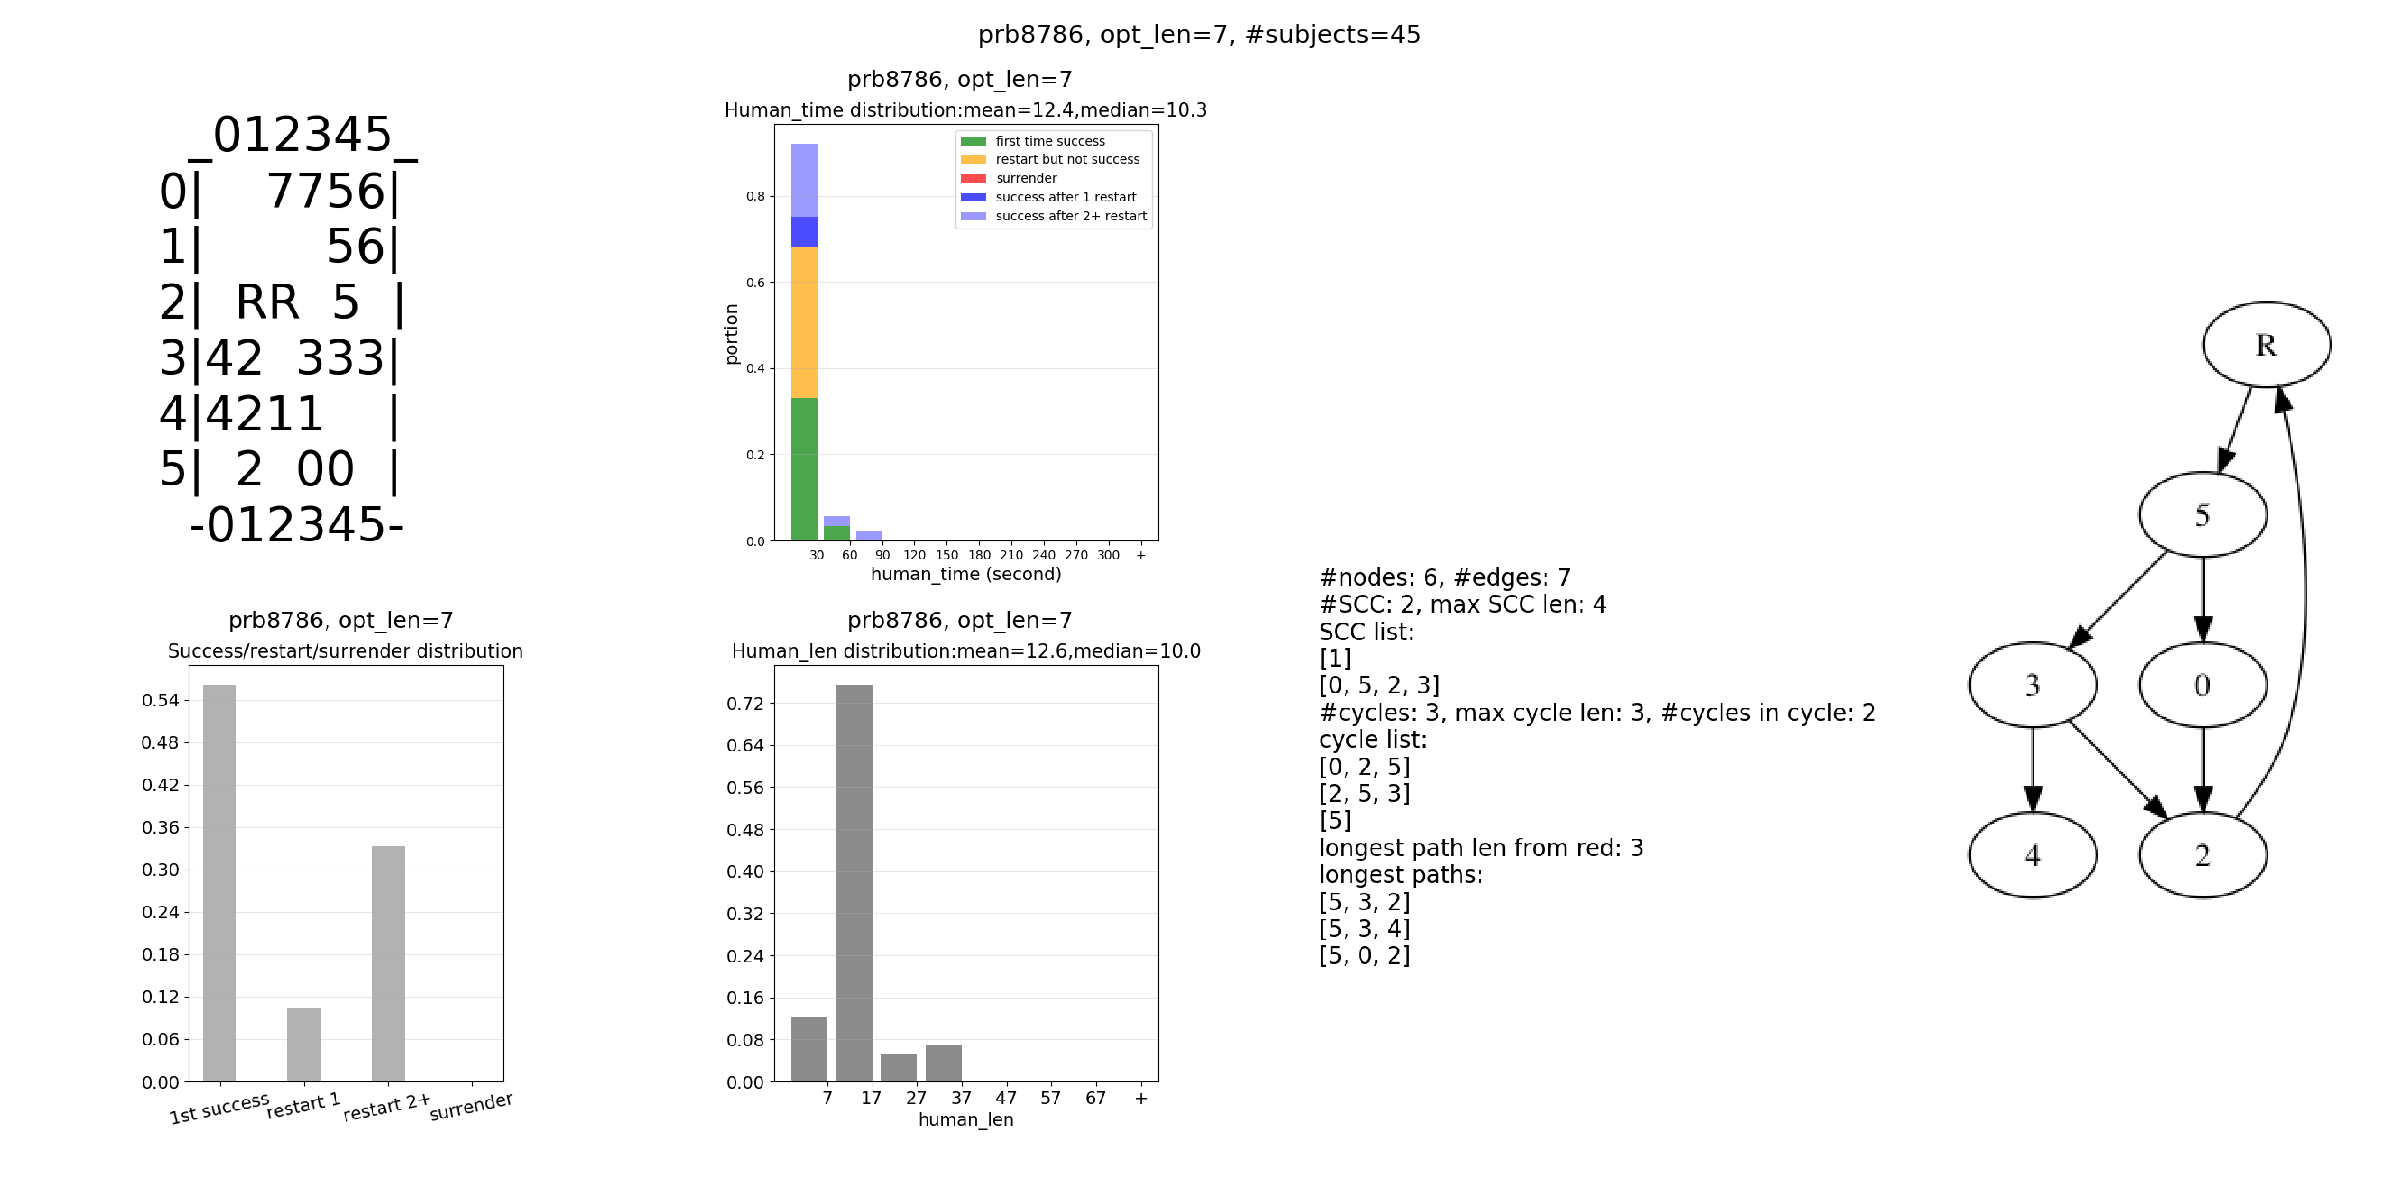 prb8786, opt_len=7, #subjects=45
_012345_
0|  7756|
1|    56|
2| RR 5 |
3|42 333|
4|4211  |
5| 2 00 |
-012345-
prb8786, opt_len=7
Human_time distribution:mean=12.4,median=10.3
first time success
restart but not success
surrender
success after 1 restart
success after 2+ restart
portion
0.8
0.6
0.4
0.2
0.0
30 60 90 120 150 180 210 240 270 300 +
human_time (second)
prb8786, opt_len=7
Success/restart/surrender distribution
0.54
0.48
0.42
0.36
0.30
0.24
0.18
0.12
0.06
0.00
1st success restart 1 restart 2+ surrender
prb8786, opt_len=7
Human_len distribution:mean=12.6,median=10.0
0.72
0.64
0.56
0.48
0.40
0.32
0.24
0.16
0.08
0.00
7 17 27 37 47 57 67 +
human_len
#nodes: 6, #edges: 7
#SCC: 2, max SCC len: 4
SCC list:
[1]
[0, 5, 2, 3]
#cycles: 3, max cycle len: 3, #cycles in cycle: 2
cycle list:
[0, 2, 5]
[2, 5, 3]
[5]
longest path len from red: 3
longest paths:
[5, 3, 2]
[5, 3, 4]
[5, 0, 2]
R
5
3 0
4 2